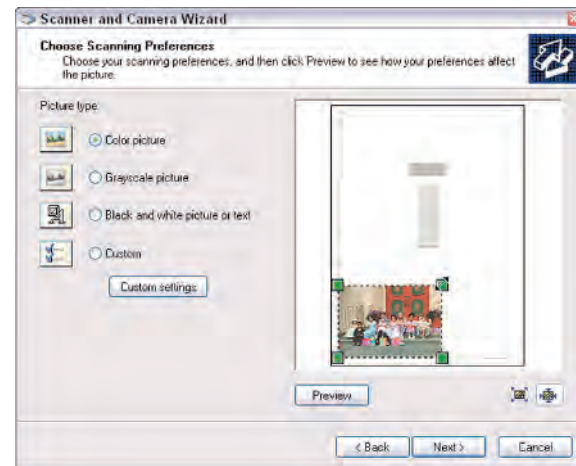 Scanner and Camera Wizard
Choose Scanning Preferences
Choose your scanning preferences, and then click Preview to see how your preferences affect
the picture.
Picture type:
Color picture
Grayscale picture
Black and white picture or text
Custom
Custom settings
Preview
< Back
Next >
Cancel